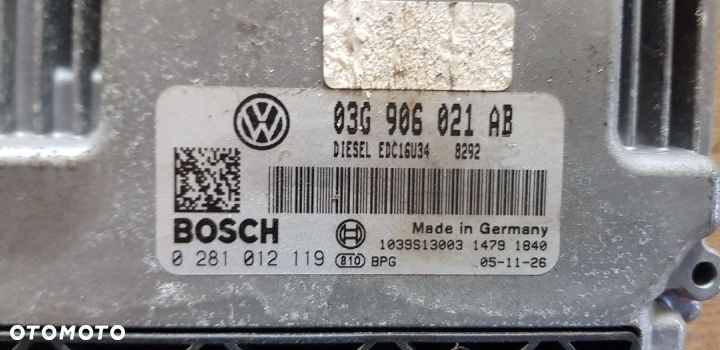 03G 906 021 AB
DIESEL EDC16U34 8292
BOSCH
Made in Germany
1039S13003 1479 1840
0 281 012 119 810 BPG 05-11-26
OTOMOTO
OTOMOTO